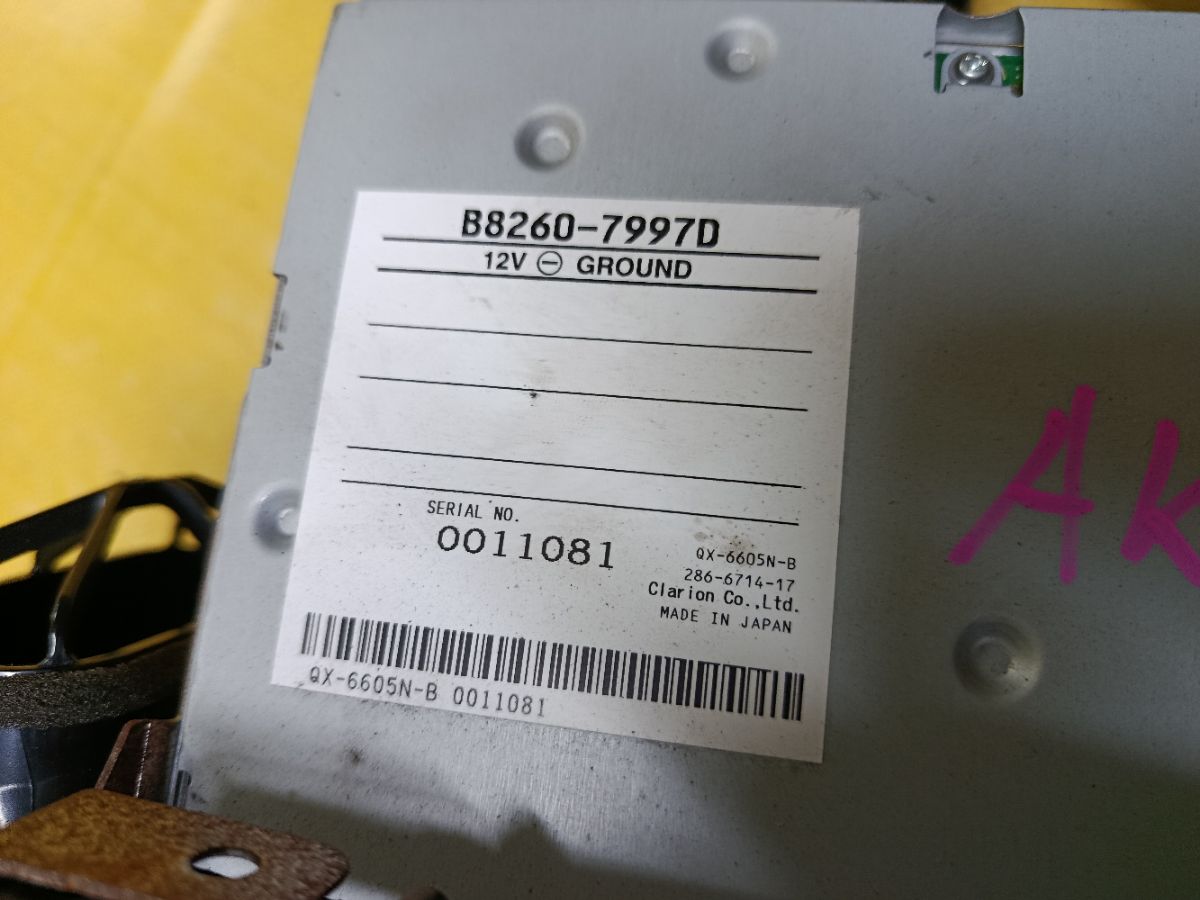 B8260-7997D
12V ⊖ GROUND
SERIAL NO.
0011081
QX-6605N-B
286-6714-17
Clarion Co.,Ltd.
MADE IN JAPAN
QX-6605N-B 0011081
AK